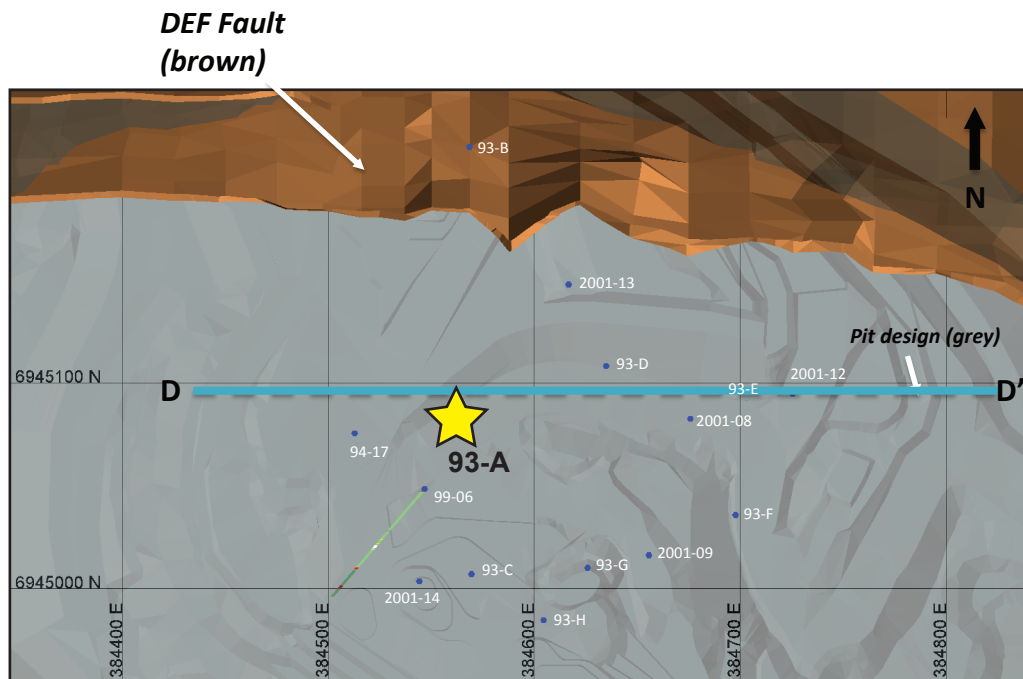 DEF Fault
(brown)
93-B
N
2001-13
Pit design (grey)
93-D
2001-12
6945100 N
D
93-E
D’
2001-08
94-17
93-A
99-06
93-F
2001-09
93-C
93-G
6945000 N
2001-14
93-H
384400 E
384500 E
384600 E
384700 E
384800 E